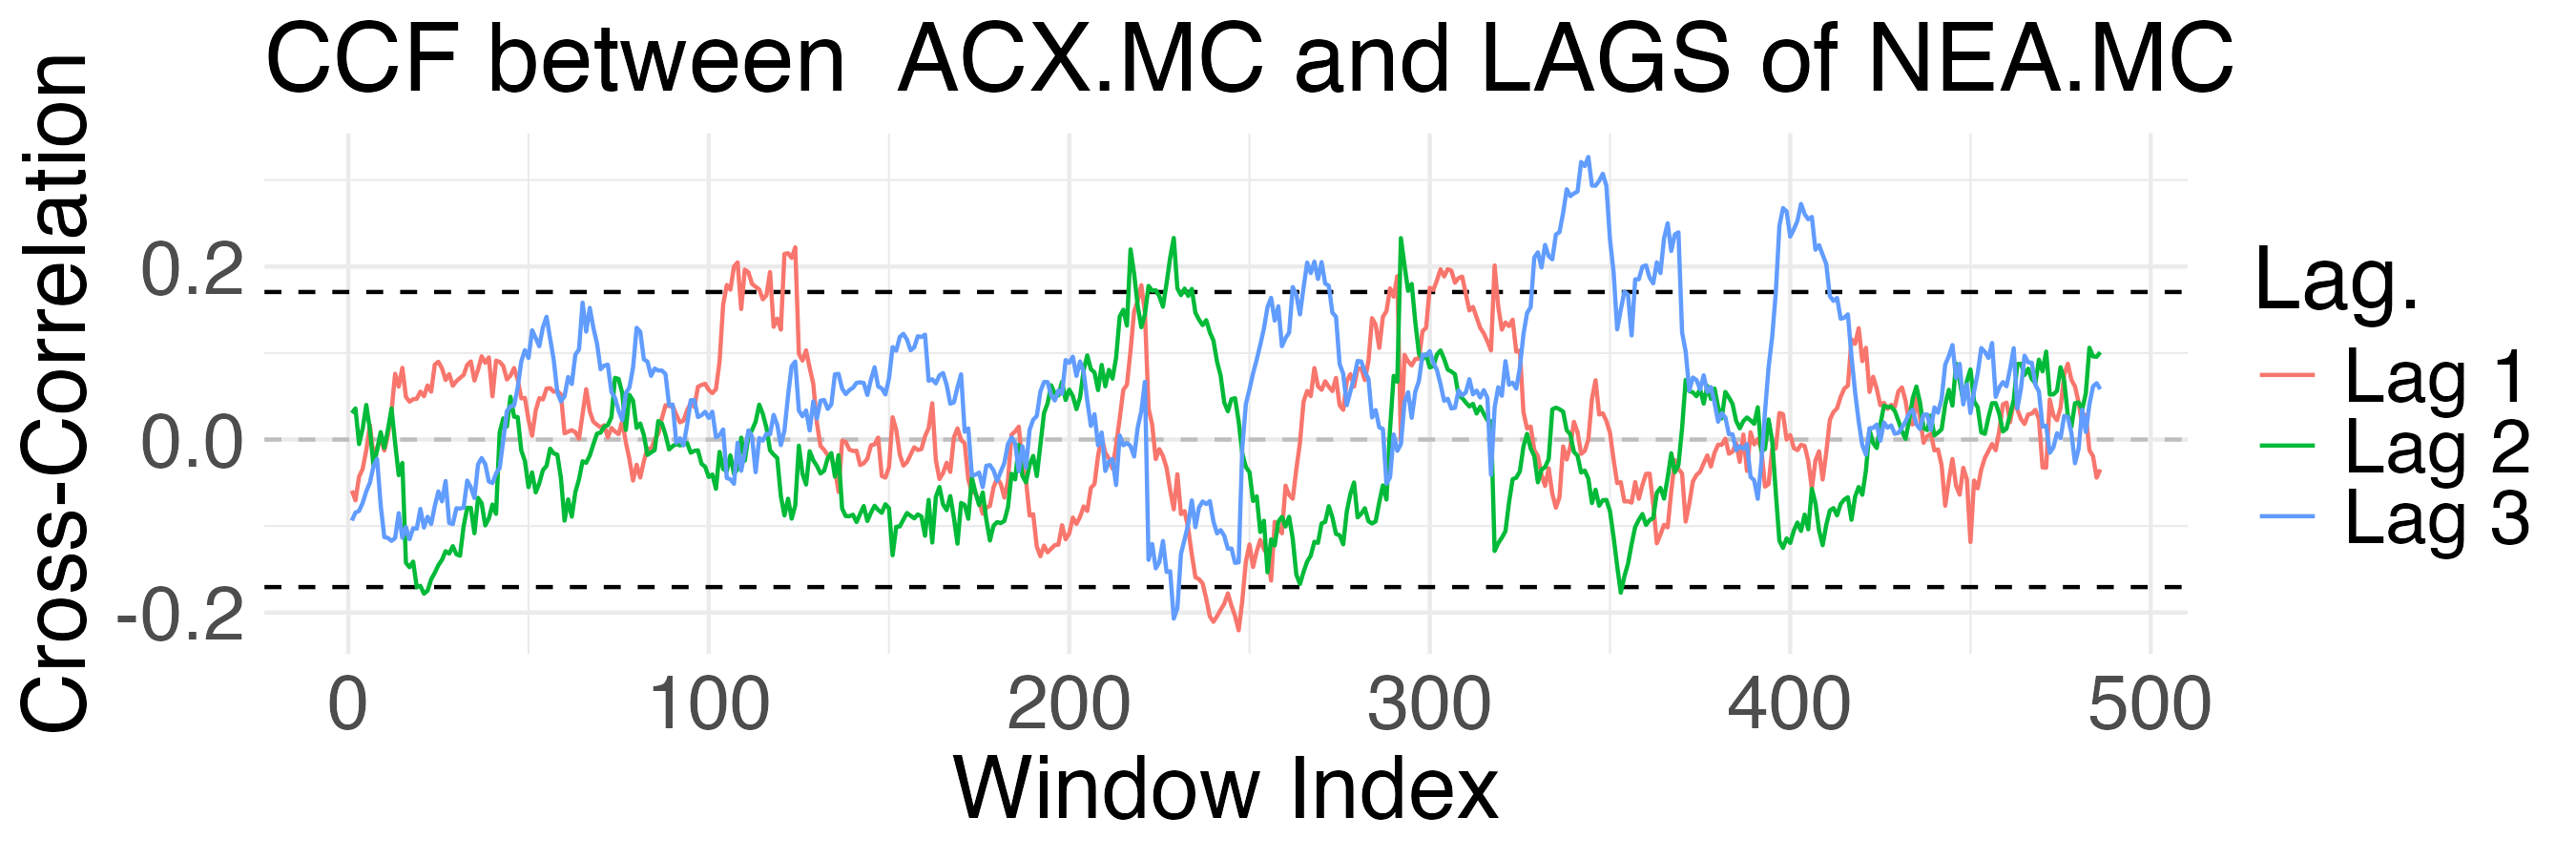 CCF between  ACX.MC and LAGS of NEA.MC
Cross-Correlation
0.2
0.0
-0.2
0 100 200 300 400 500
Window Index
Lag.
Lag 1
Lag 2
Lag 3